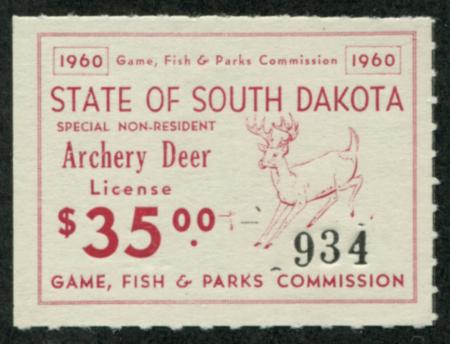 1960 Game, Fish & Parks Commission 1960
STATE OF SOUTH DAKOTA
SPECIAL NON-RESIDENT
Archery Deer
License
$35.00
934
GAME, FISH & PARKS COMMISSION